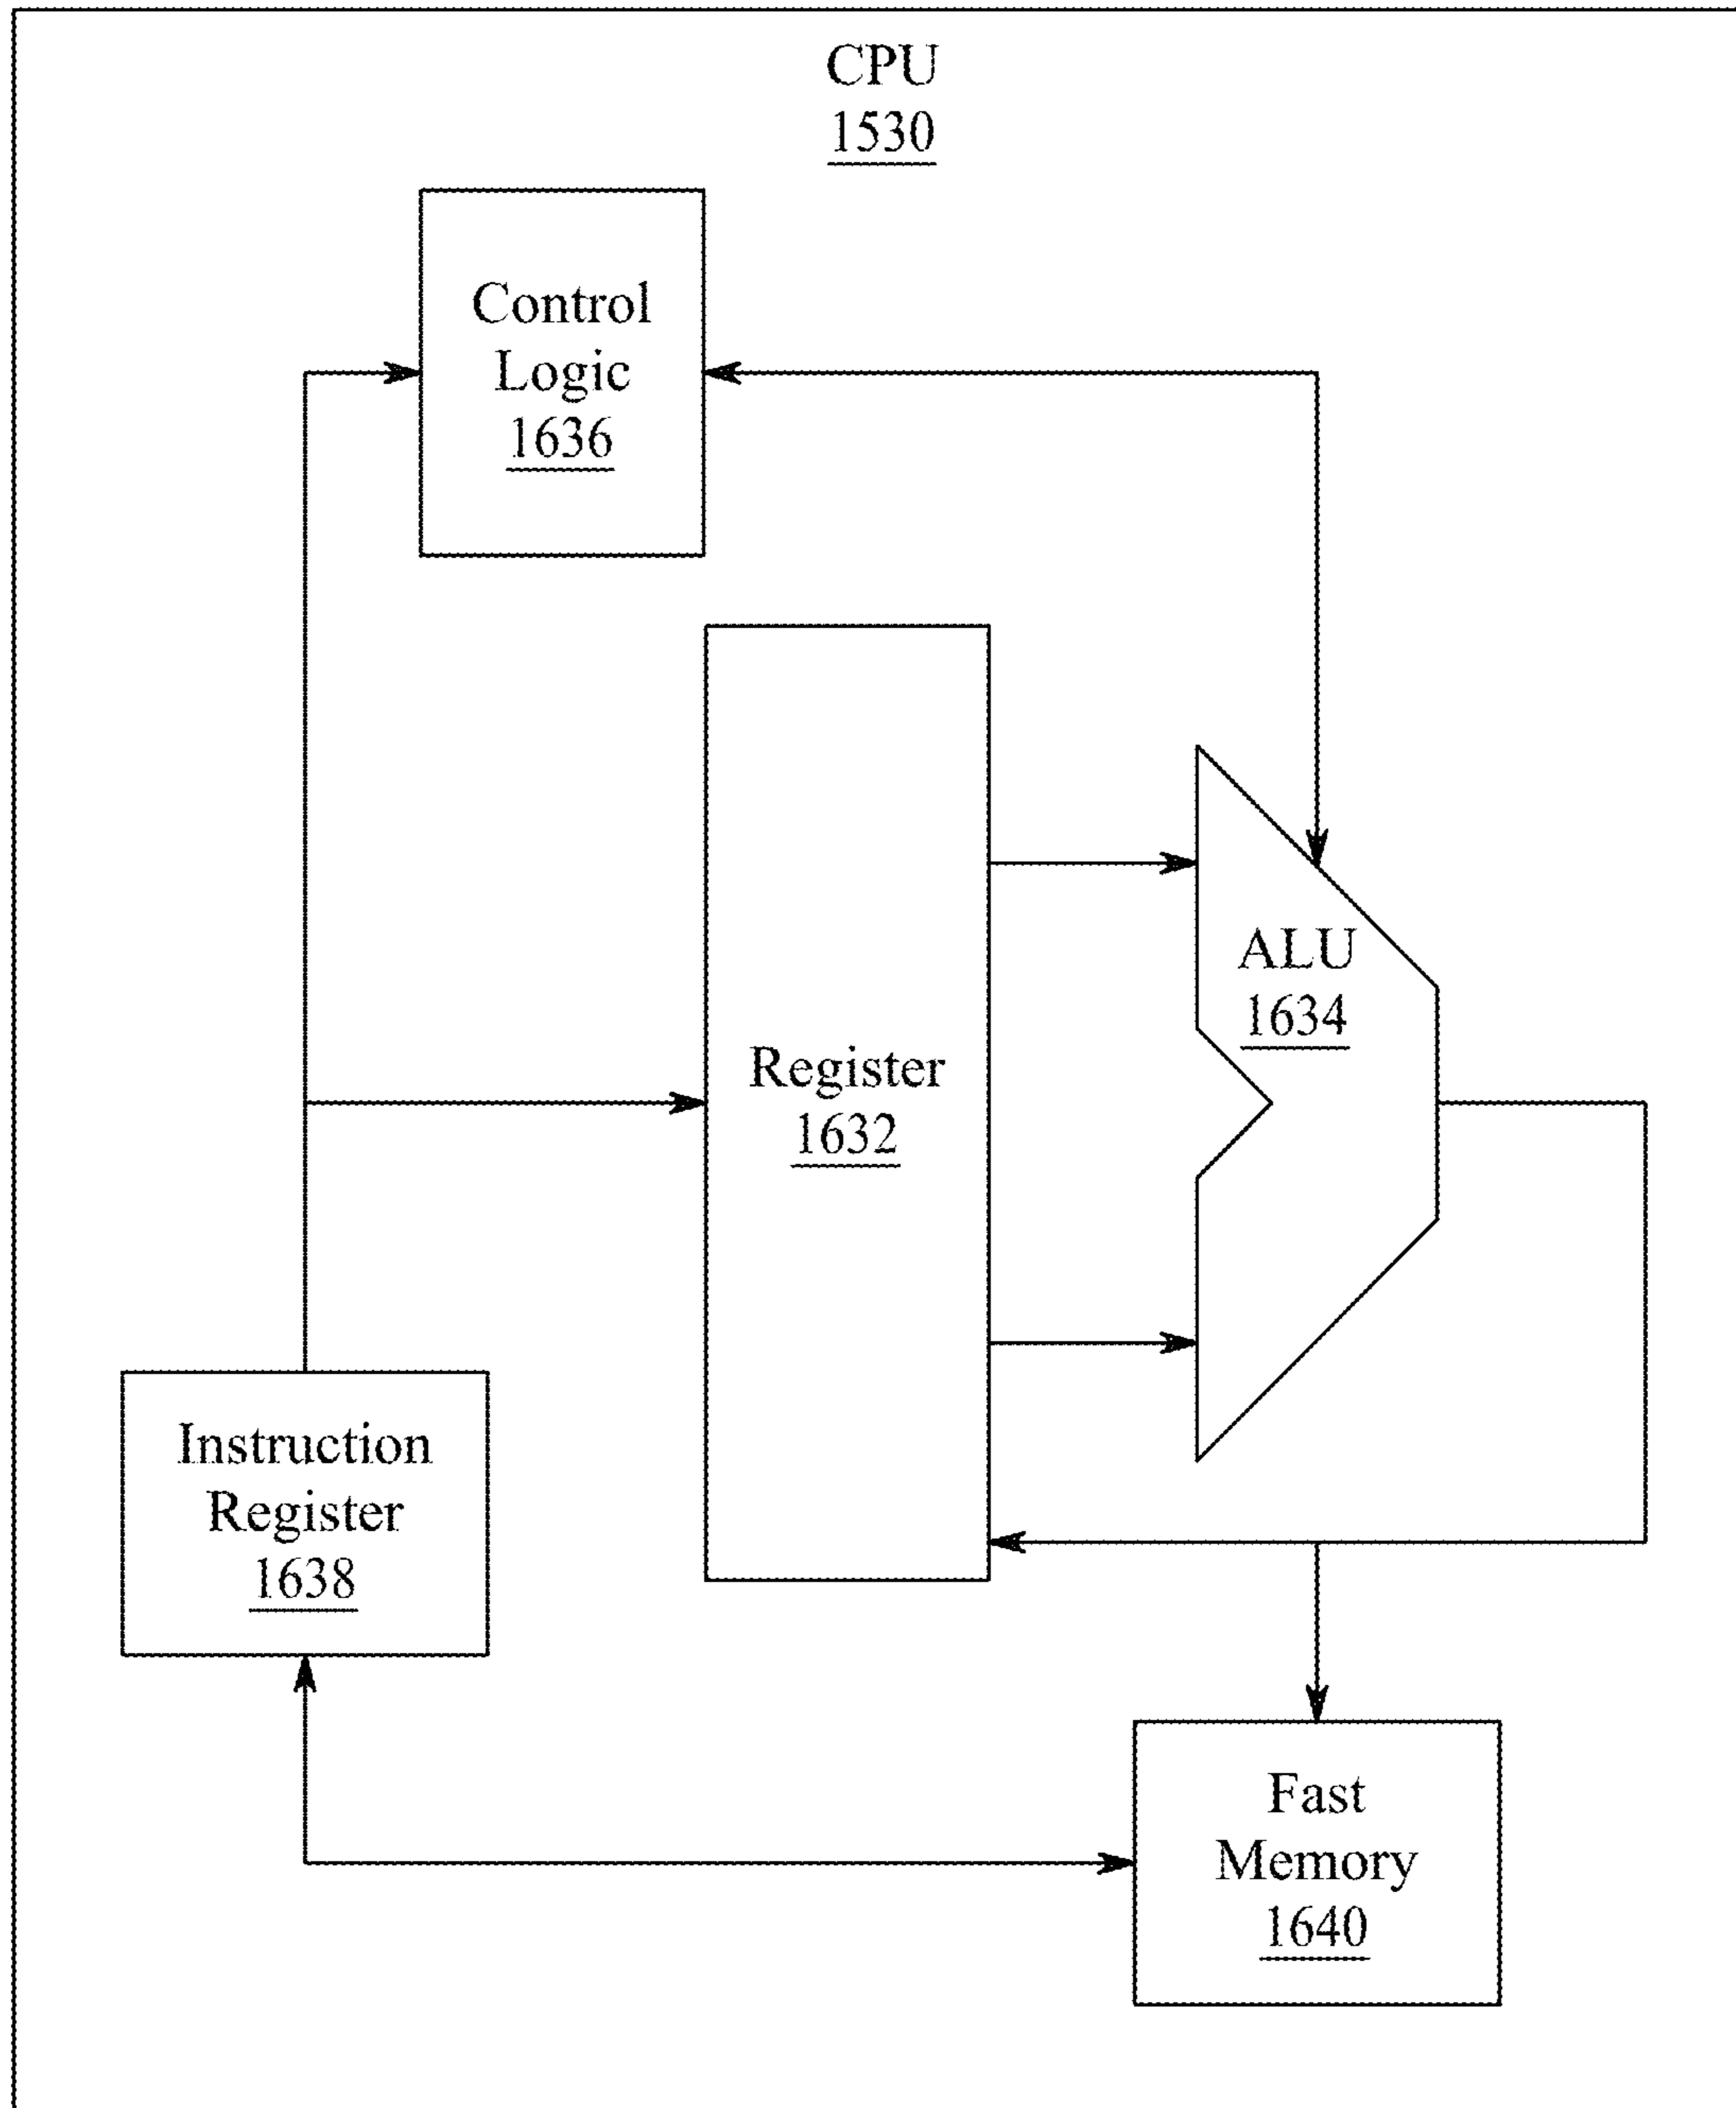 CPU
1530
Control
Logic
1636
ALU
1634
Register
1632
Instruction
Register
1638
Fast
Memory
1640